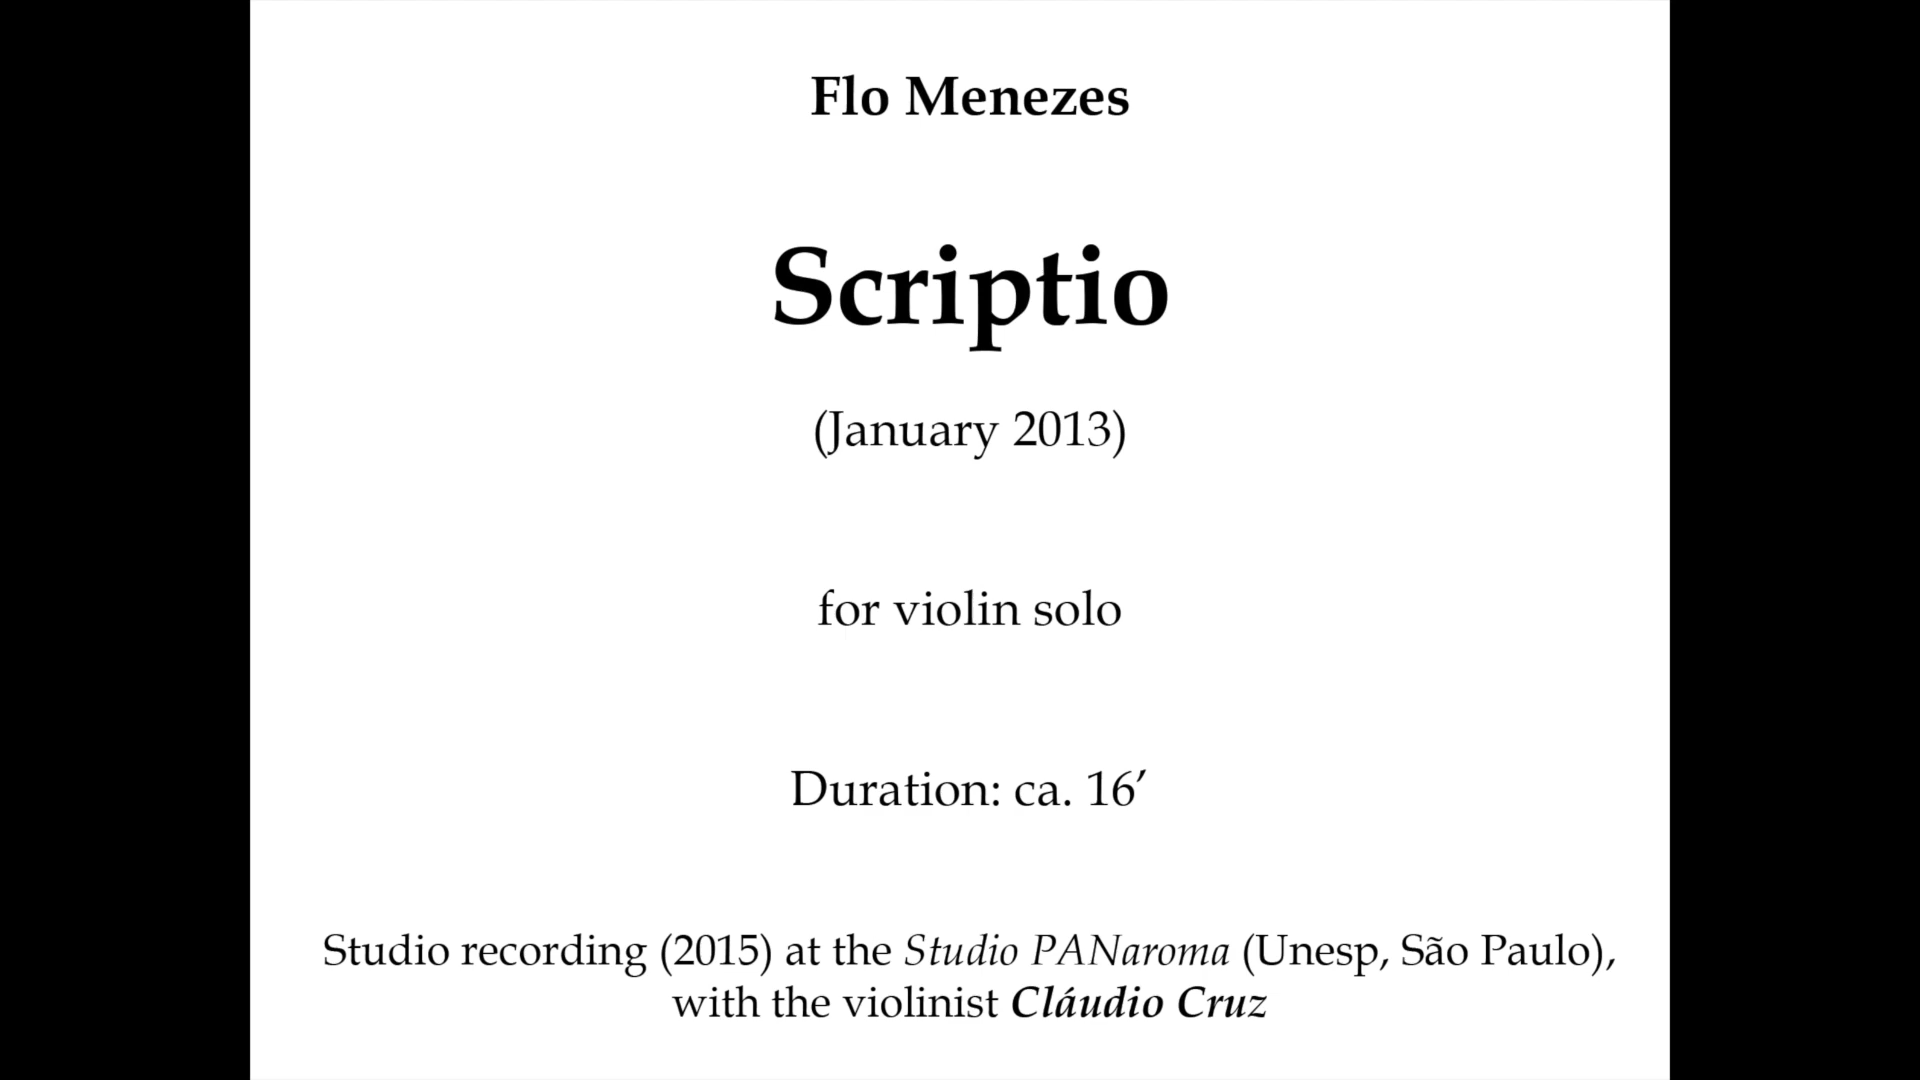 Flo Menezes
Scriptio
(January 2013)
for violin solo
Duration: ca. 16’
Studio recording (2015) at the Studio PANaroma (Unesp, São Paulo),
with the violinist Cláudio Cruz